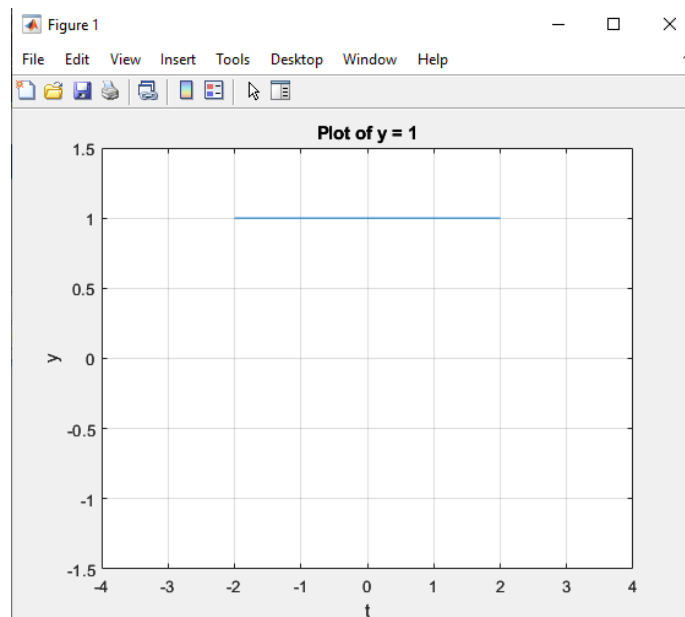 Figure 1
File Edit View Insert Tools Desktop Window Help
Plot of y = 1
1.5
1
0.5
0
-0.5
-1
-1.5
y
-4 -3 -2 -1 0 1 2 3 4
t